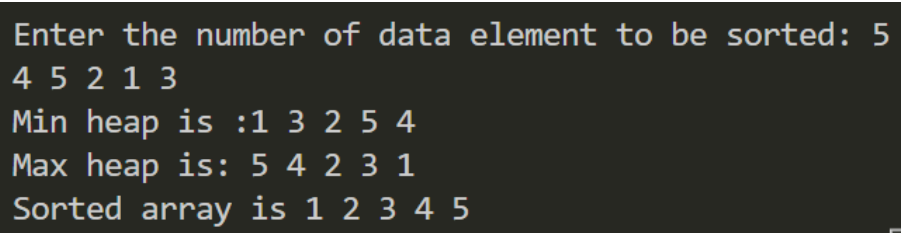 Enter the number of data element to be sorted: 5
4 5 2 1 3
Min heap is :1 3 2 5 4
Max heap is: 5 4 2 3 1
Sorted array is 1 2 3 4 5